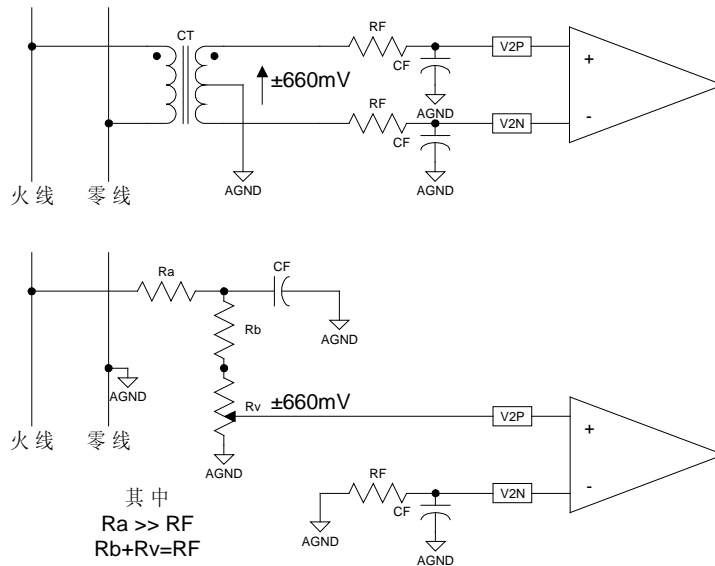 CT
RF
±660mV
CF
V2P
+
AGND
RF
CF
V2N
-
AGND
AGND
火线 零线
Ra
CF
Rb
AGND
AGND
Rv ±660mV
V2P
+
火线 零线
AGND
RF
CF
V2N
-
AGND
AGND
其中
Ra >> RF
Rb+Rv=RF